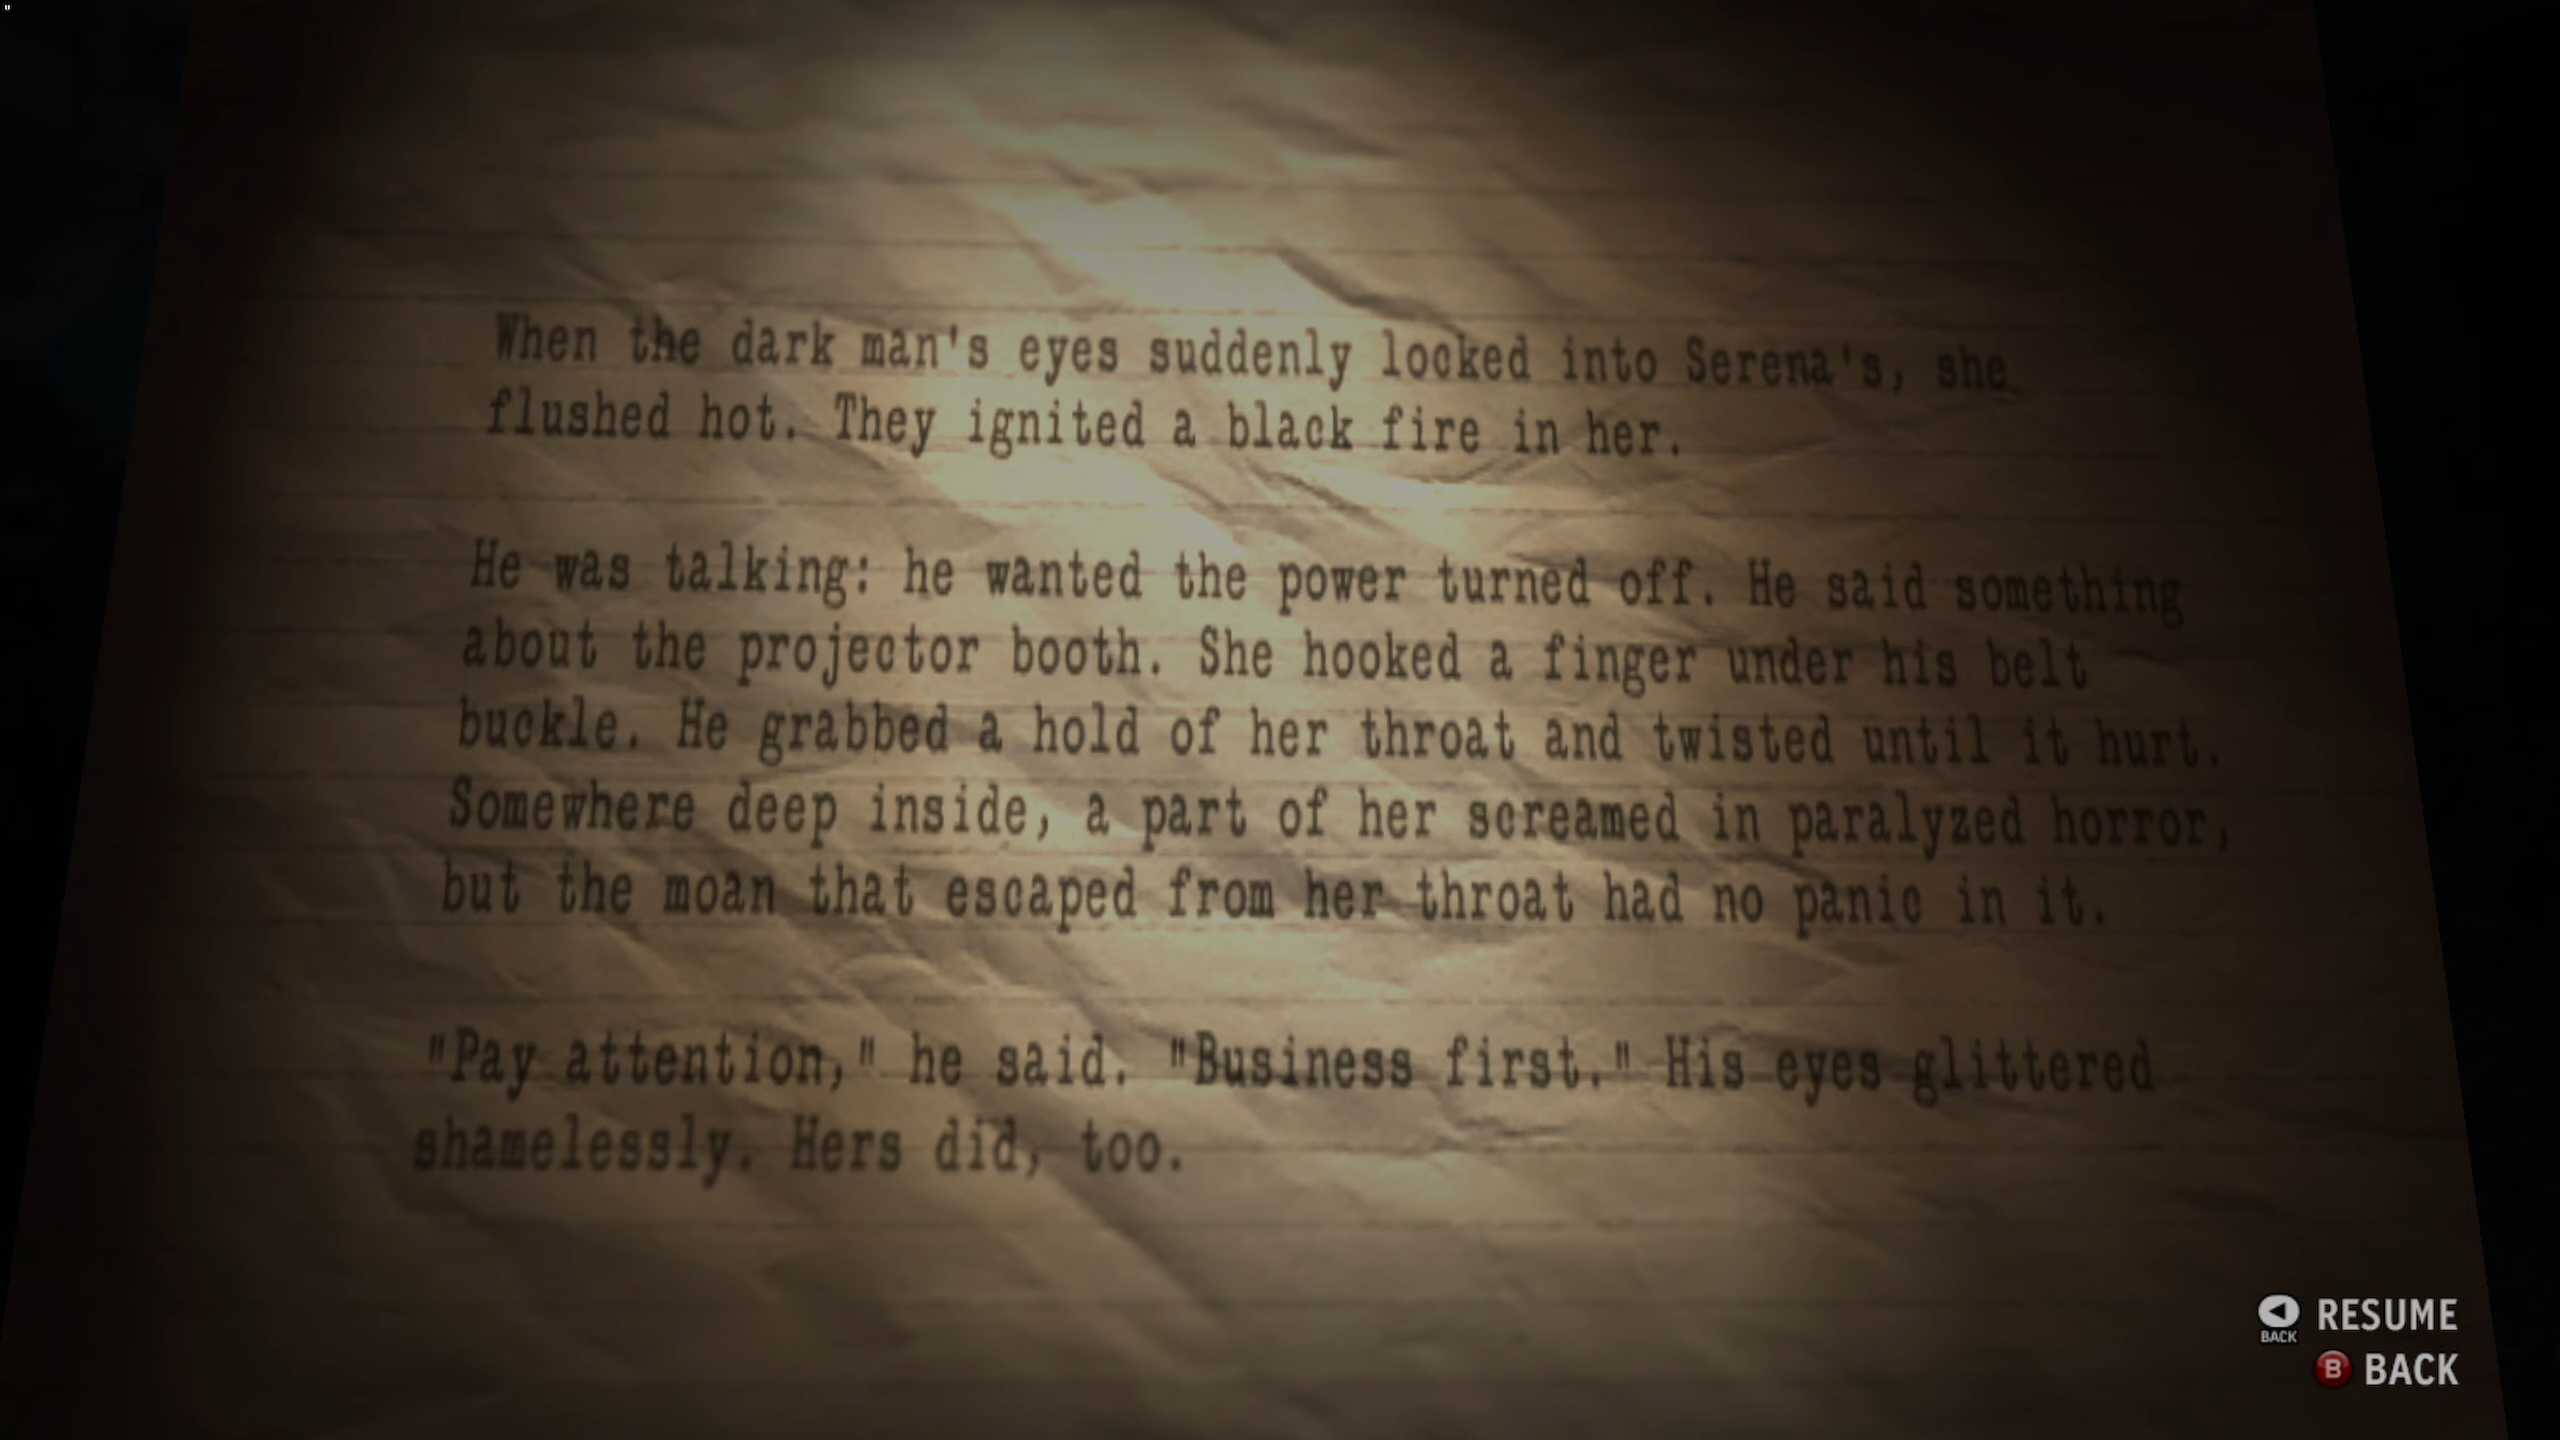 "
When the dark man's eyes suddenly locked into Serena's, she
flushed hot. They ignited a black fire in her.
He was talking: he wanted the power turned off. He said something
about the projector booth. She hooked a finger under his belt
buckle. He grabbed a hold of her throat and twisted until it hurt.
Somewhere deep inside, a part of her screamed in paralyzed horror,
but the moan that escaped from her throat had no panic in it.
"Pay attention," he said. "Business first." His eyes glittered
shamelessly. Hers did, too.
RESUME
BACK
B BACK